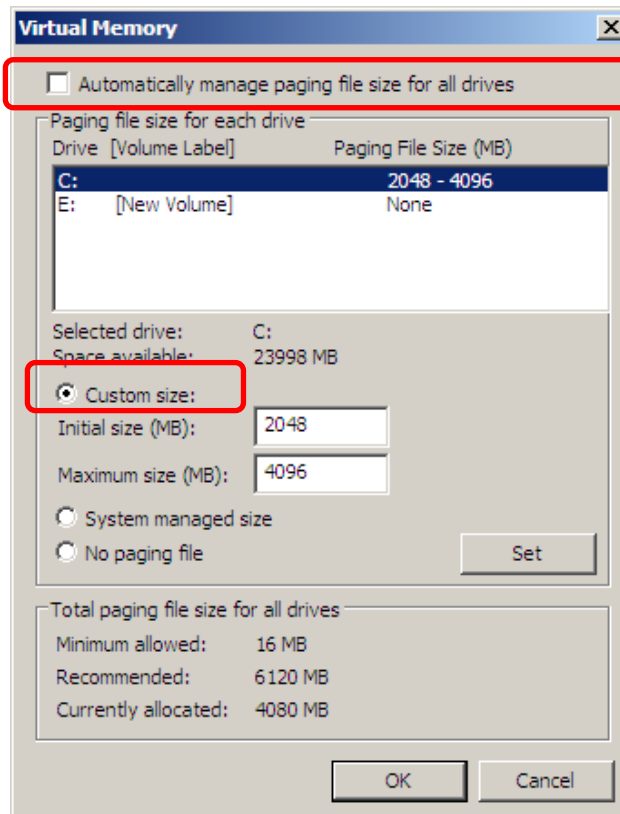 Virtual Memory
Automatically manage paging file size for all drives
Paging file size for each drive
Drive [Volume Label] Paging File Size (MB)
C: 2048 - 4096
E: [New Volume] None
Selected drive: C:
Space available: 23998 MB
Custom size:
Initial size (MB): 2048
Maximum size (MB): 4096
System managed size
No paging file Set
Total paging file size for all drives
Minimum allowed: 16 MB
Recommended: 6120 MB
Currently allocated: 4080 MB
OK Cancel